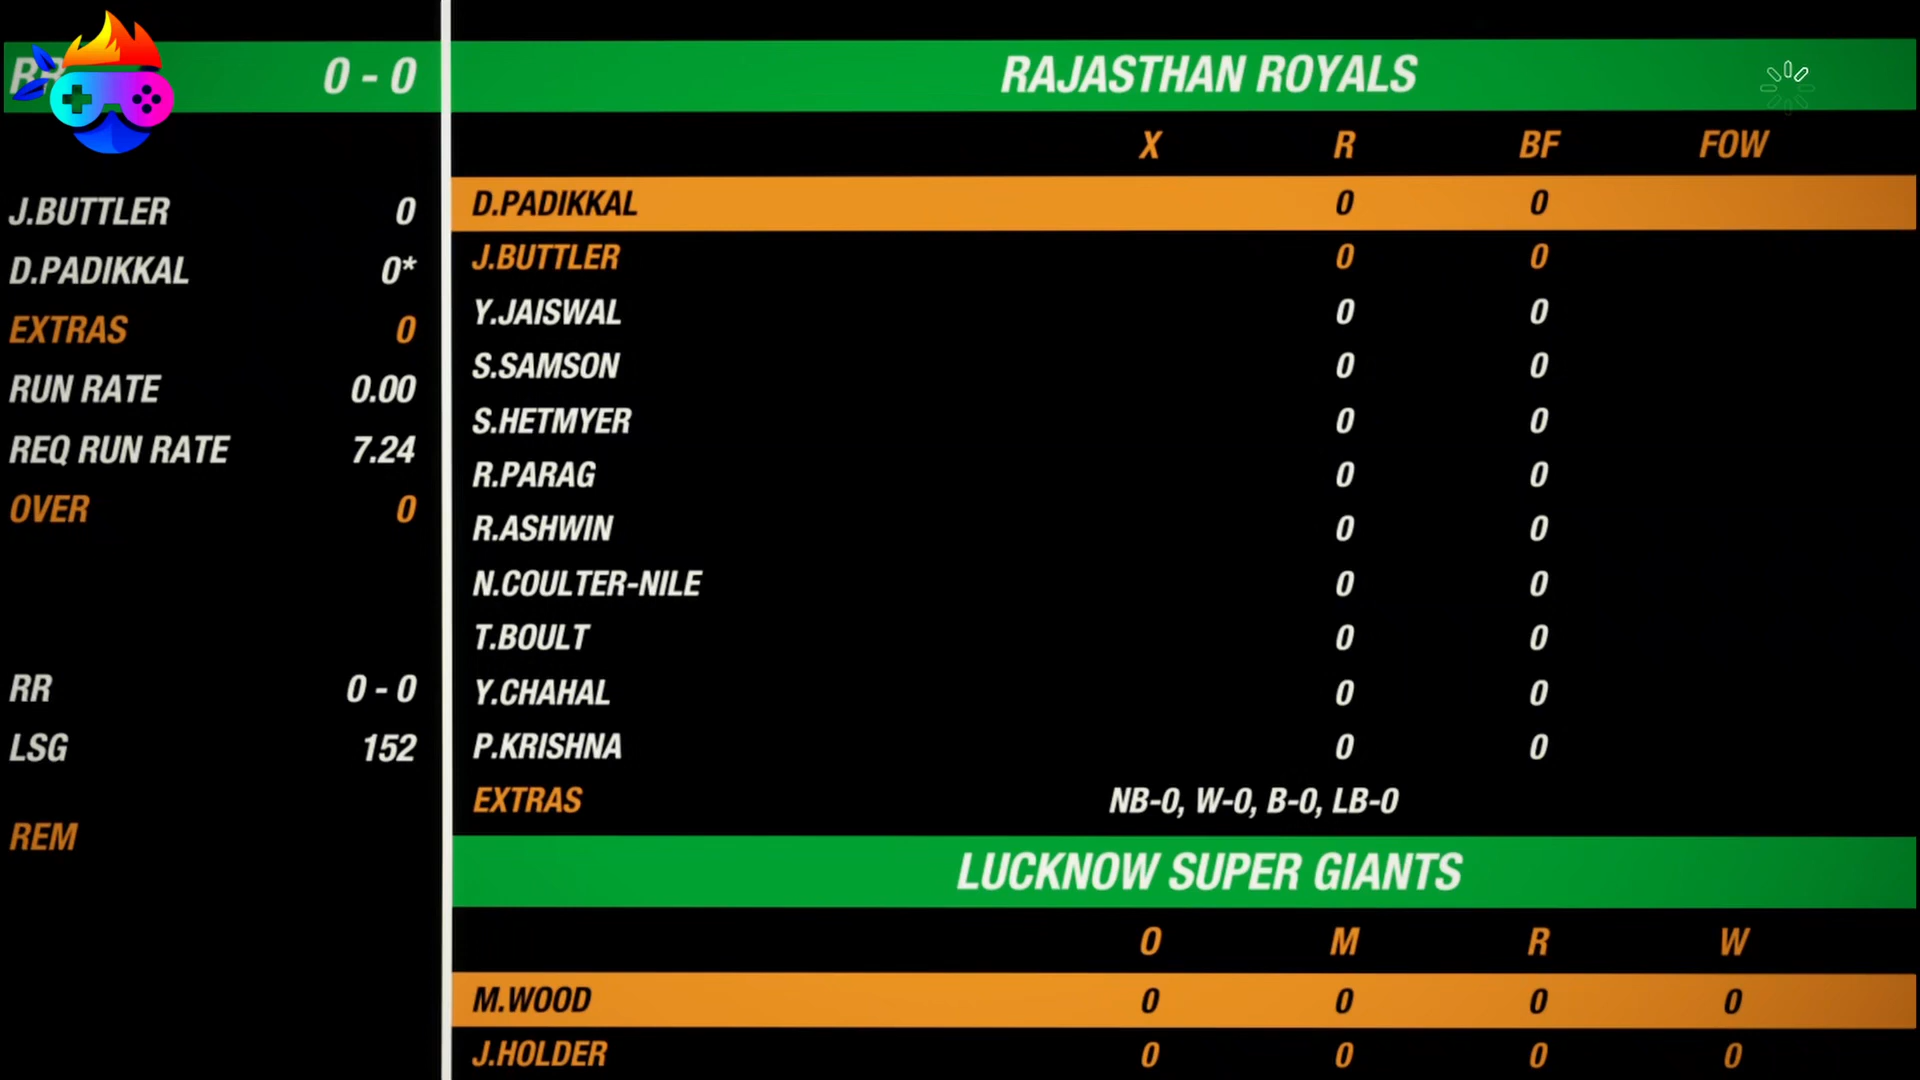 RR 0 - 0
J.BUTTLER 0
D.PADIKKAL 0*
EXTRAS 0
RUN RATE 0.00
REQ RUN RATE 7.24
OVER 0
RR 0 - 0
LSG 152
REM
RAJASTHAN ROYALS
X R BF FOW
D.PADIKKAL 0 0
J.BUTTLER 0 0
Y.JAISWAL 0 0
S.SAMSON 0 0
S.HETMYER 0 0
R.PARAG 0 0
R.ASHWIN 0 0
N.COULTER-NILE 0 0
T.BOULT 0 0
Y.CHAHAL 0 0
P.KRISHNA 0 0
EXTRAS NB-0, W-0, B-0, LB-0
LUCKNOW SUPER GIANTS
O M R W
M.WOOD 0 0 0 0
J.HOLDER 0 0 0 0